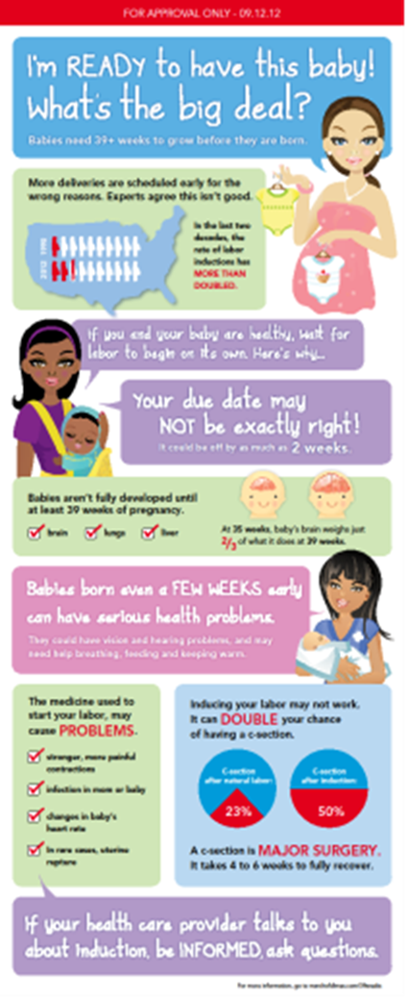 FOR APPROVAL ONLY - 09.12.12
I'm READY to have this baby!
What's the big deal?
Babies need 39+ weeks to grow before they are born.
More deliveries are scheduled early for the
wrong reasons. Experts agree this isn't good.
In the last two
decades, the
rate of labor
inductions has
MORE THAN
DOUBLED.
2012
If you and your baby are healthy, wait for
labor to begin on its own. Here's why...
Your due date may
NOT be exactly right!
It could be off by as much as 2 weeks.
Babies aren't fully developed until
at least 39 weeks of pregnancy.
brain
lungs
liver
At 35 weeks, baby's brain weighs just
2/3 of what it does at 39 weeks.
Babies born even a FEW WEEKS early
can have serious health problems.
They could have vision and hearing problems, and may
need help breathing, feeding and keeping warm.
The medicine used to
start your labor, may
cause PROBLEMS.
stronger, more painful
contractions
infection in mom or baby
changes in baby's
heart rate
in rare cases, uterine
rupture
Inducing your labor may not work.
It can DOUBLE your chance
of having a c-section.
C-section
after natural labor:
23%
C-section
after induction:
50%
A c-section is MAJOR SURGERY.
It takes 4 to 6 weeks to fully recover.
If your health care provider talks to you
about induction, be INFORMED, ask questions.
For more information, go to